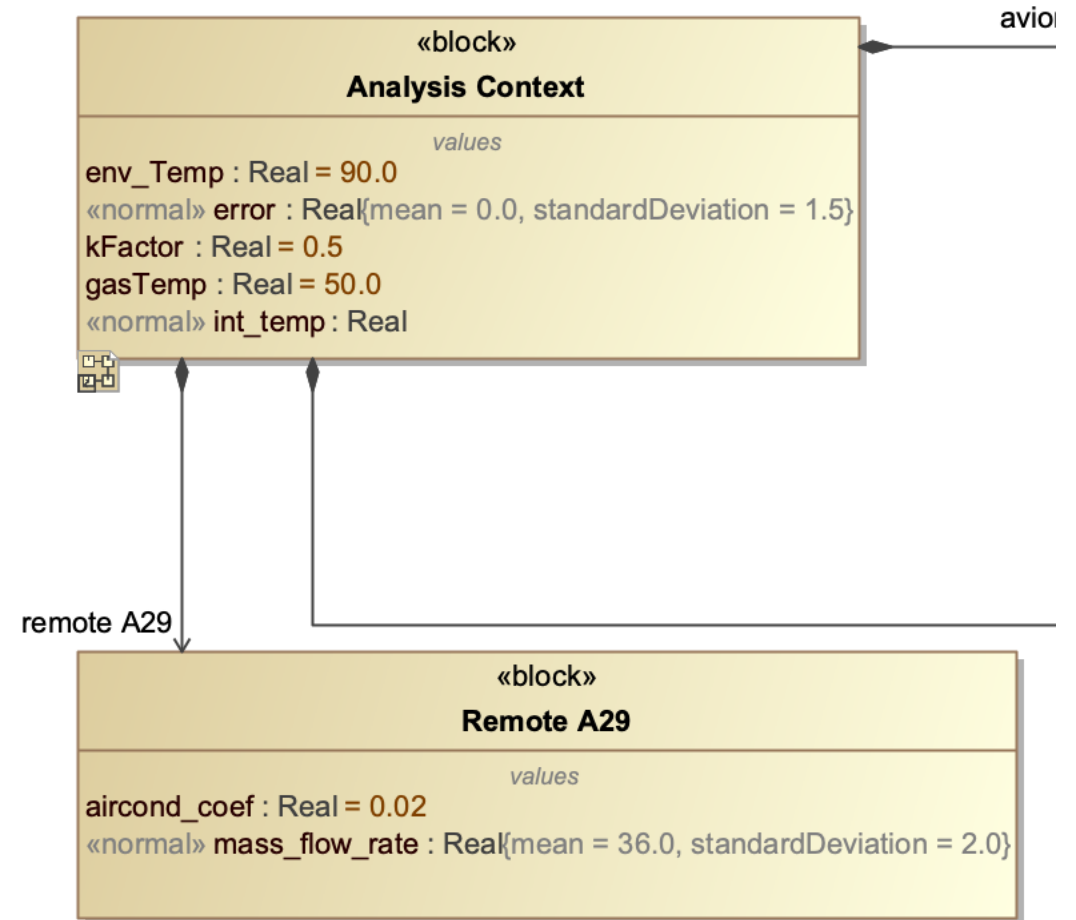 avio
«block»
Analysis Context
values
env_Temp : Real = 90.0
«normal» error : Real{mean = 0.0, standardDeviation = 1.5}
kFactor : Real = 0.5
gasTemp : Real = 50.0
«normal» int_temp : Real
remote A29
«block»
Remote A29
values
aircond_coef : Real = 0.02
«normal» mass_flow_rate : Real{mean = 36.0, standardDeviation = 2.0}